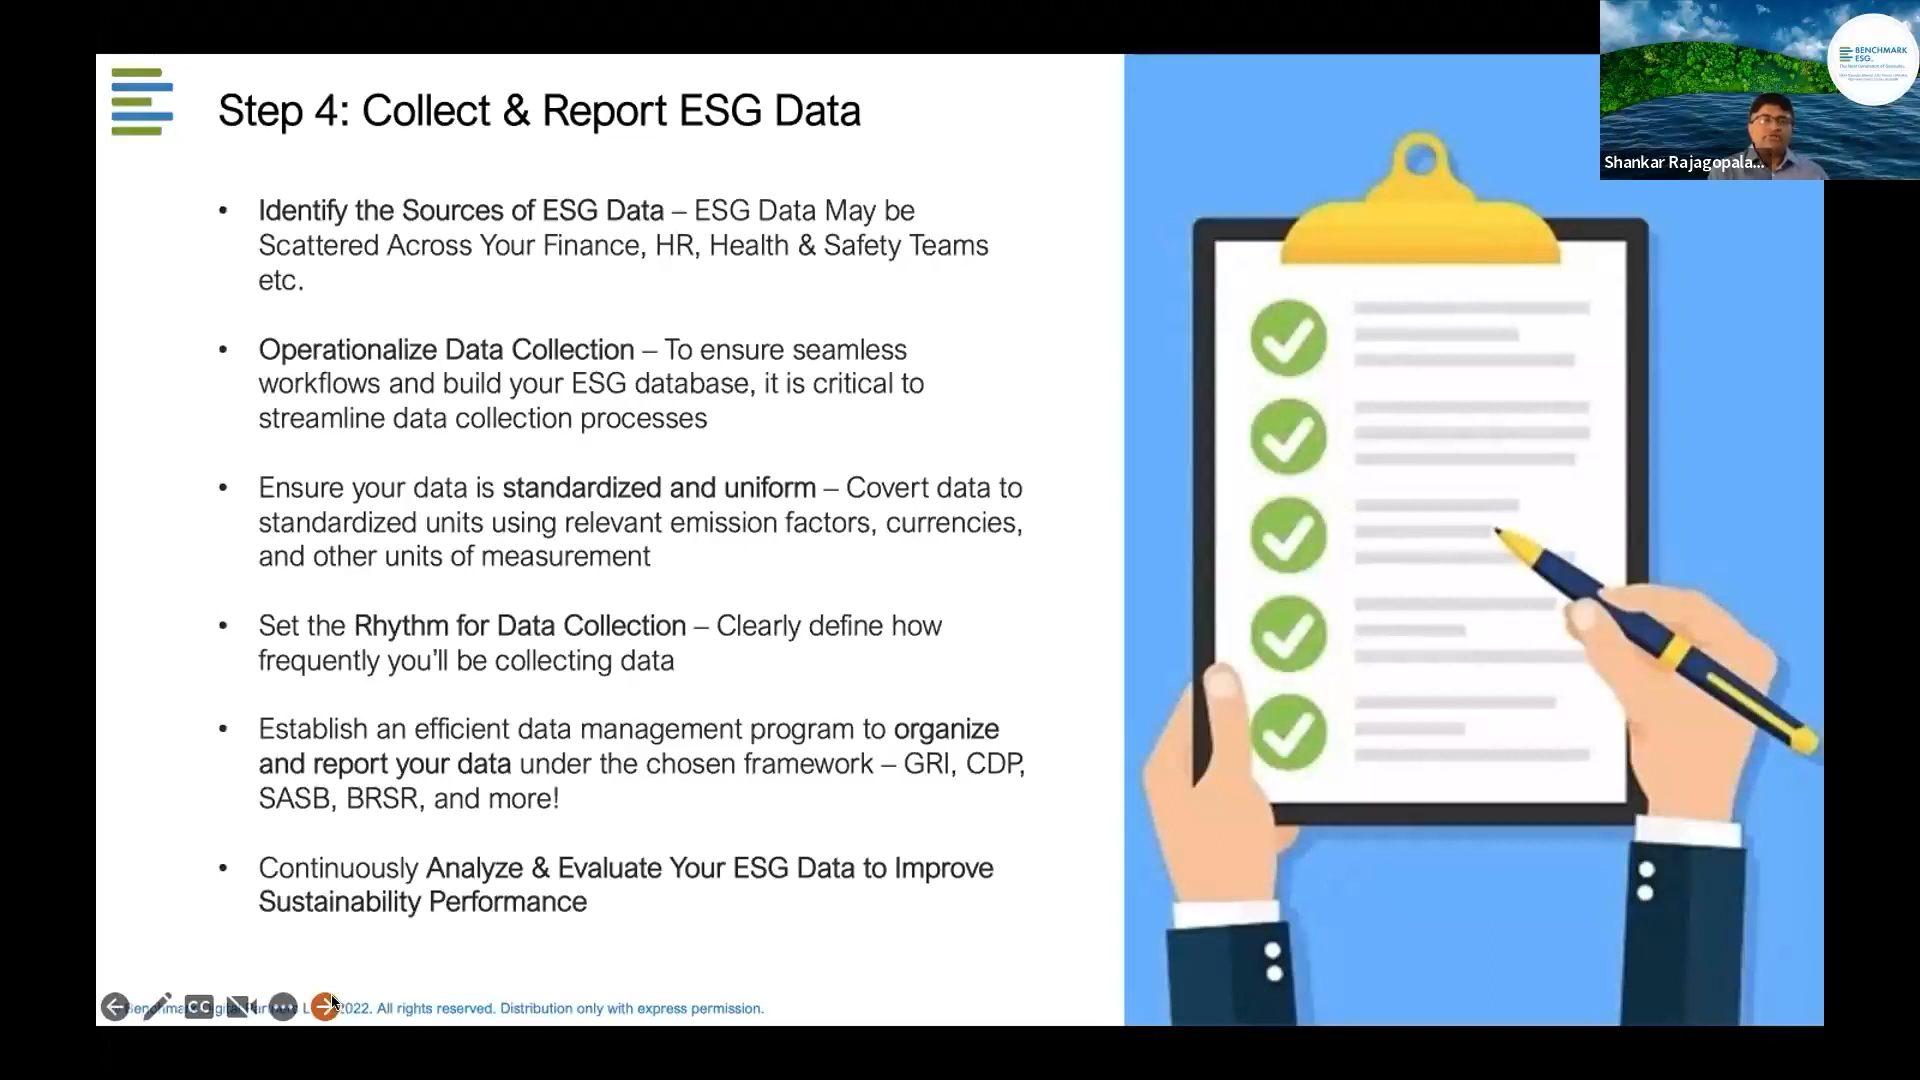 Step 4: Collect & Report ESG Data
• Identify the Sources of ESG Data – ESG Data May be
Scattered Across Your Finance, HR, Health & Safety Teams
etc.
• Operationalize Data Collection – To ensure seamless
workflows and build your ESG database, it is critical to
streamline data collection processes
• Ensure your data is standardized and uniform – Covert data to
standardized units using relevant emission factors, currencies,
and other units of measurement
• Set the Rhythm for Data Collection – Clearly define how
frequently you'll be collecting data
• Establish an efficient data management program to organize
and report your data under the chosen framework – GRI, CDP,
SASB, BRSR, and more!
• Continuously Analyze & Evaluate Your ESG Data to Improve
Sustainability Performance
2022. All rights reserved. Distribution only with express permission.
CC
BENCHMARK
ESG
Shankar Rajagopala...